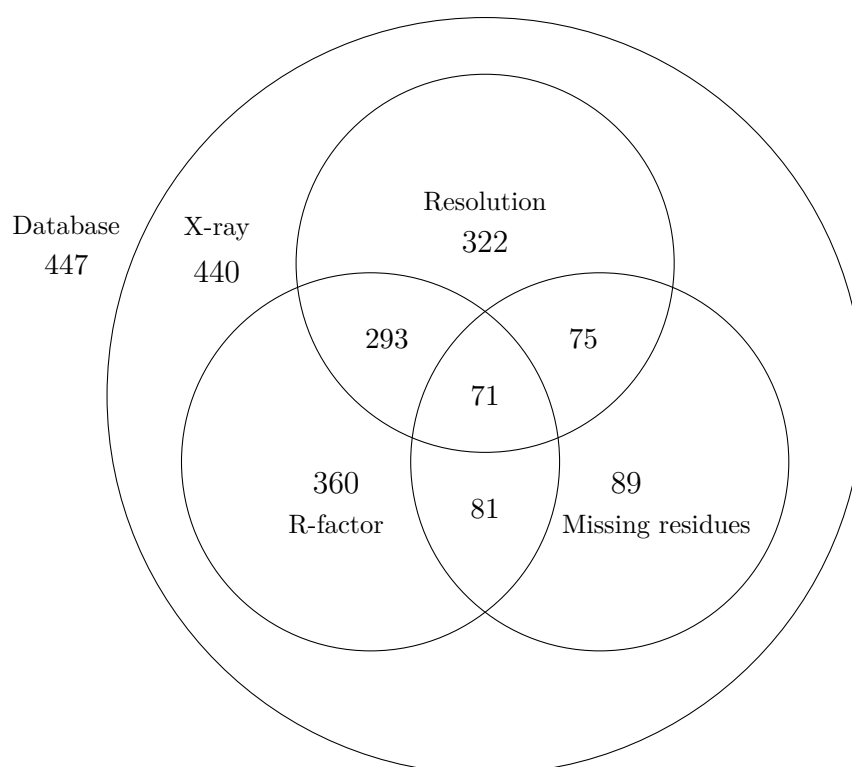 Resolution
322
Database
447
X-ray
440
293
75
71
360
R-factor
81
89
Missing residues